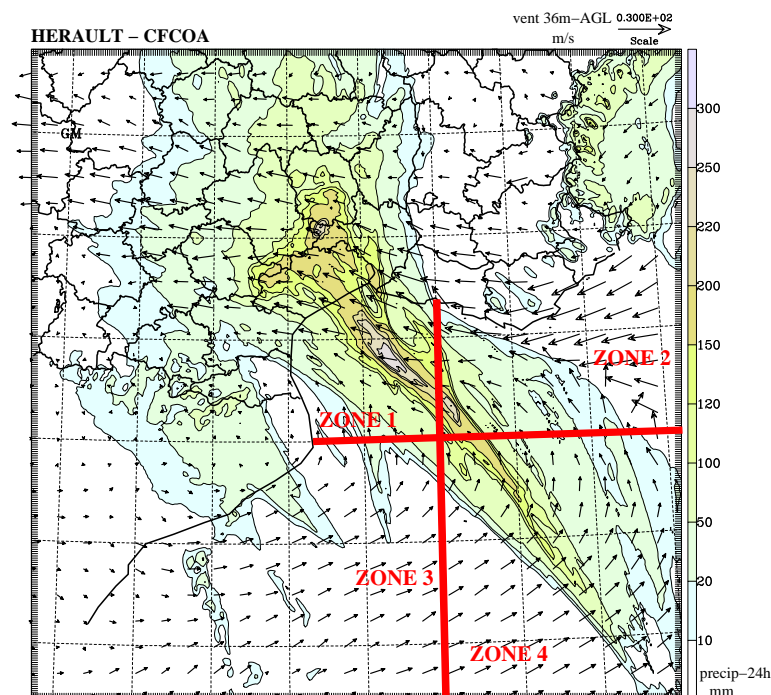 vent 36m−AGL 0.300E+02
m/s Scale
HERAULT − CFCOA
GM
300
250
220
200
150
120
100
50
20
10
ZONE 2
ZONE 1
ZONE 3
ZONE 4
precip−24h
mm